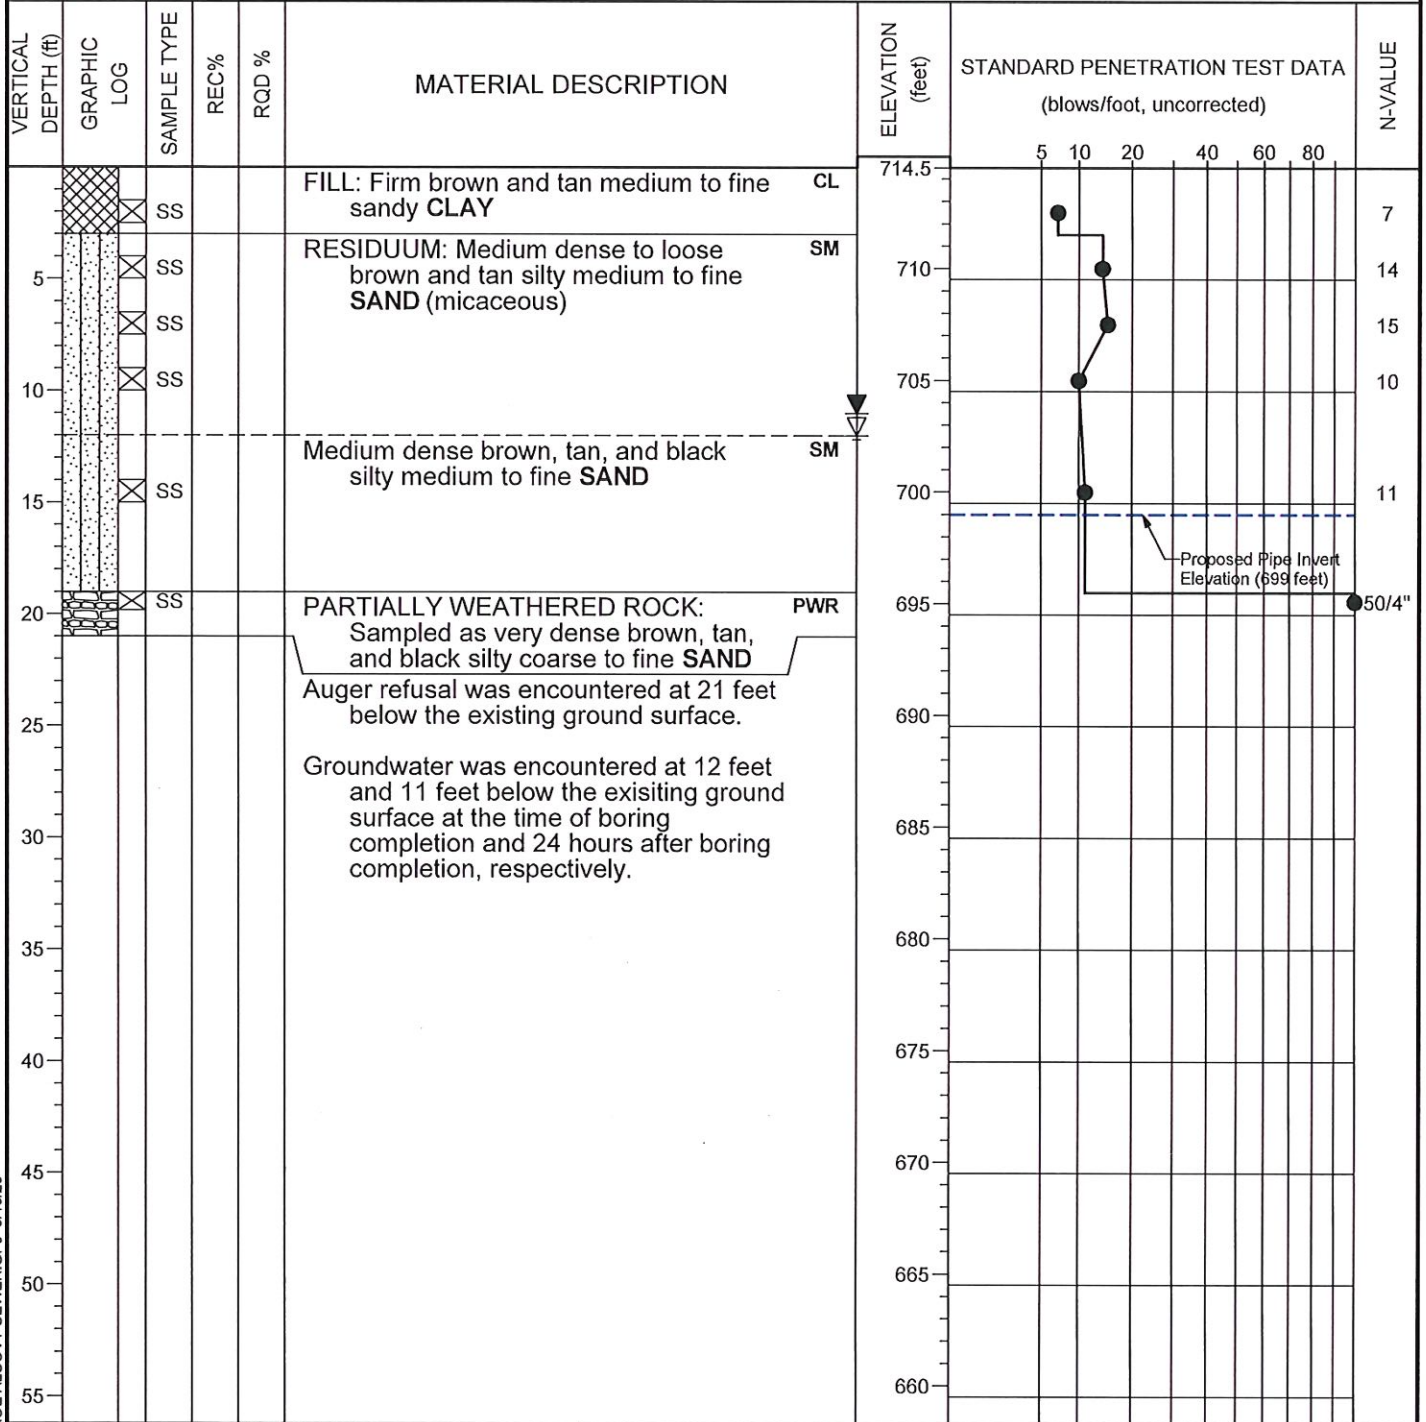 VERTICAL
DEPTH (ft)
GRAPHIC
LOG
SAMPLE TYPE
REC%
RQD %
MATERIAL DESCRIPTION
ELEVATION
(feet)
STANDARD PENETRATION TEST DATA
(blows/foot, uncorrected)
N-VALUE
5 10 20 40 60 80
714.5
FILL: Firm brown and tan medium to fine CL
sandy CLAY
SS
7
RESIDUUM: Medium dense to loose SM
brown and tan silty medium to fine
SAND (micaceous)
SS
710
14
5
SS
15
SS
705
10
10
Medium dense brown, tan, and black SM
silty medium to fine SAND
SS
700
11
15
Proposed Pipe Invert
Elevation (699 feet)
SS
PARTIALLY WEATHERED ROCK: PWR
Sampled as very dense brown, tan,
and black silty coarse to fine SAND
695
50/4"
20
Auger refusal was encountered at 21 feet
below the existing ground surface.
690
25
Groundwater was encountered at 12 feet
and 11 feet below the exisiting ground
surface at the time of boring
completion and 24 hours after boring
completion, respectively.
685
30
680
35
675
40
670
45
665
50
660
55